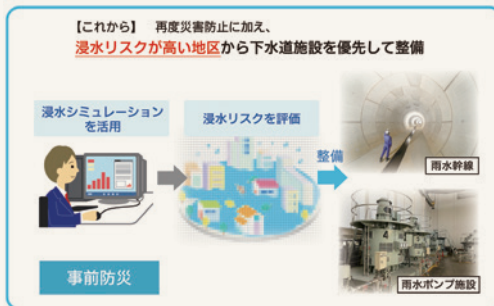 【これから】 再度災害防止に加え、
浸水リスクが高い地区から下水道施設を優先して整備
浸水シミュレーション
を活用
浸水リスクを評価
整備
雨水幹線
4
雨水ポンプ施設
事前防災